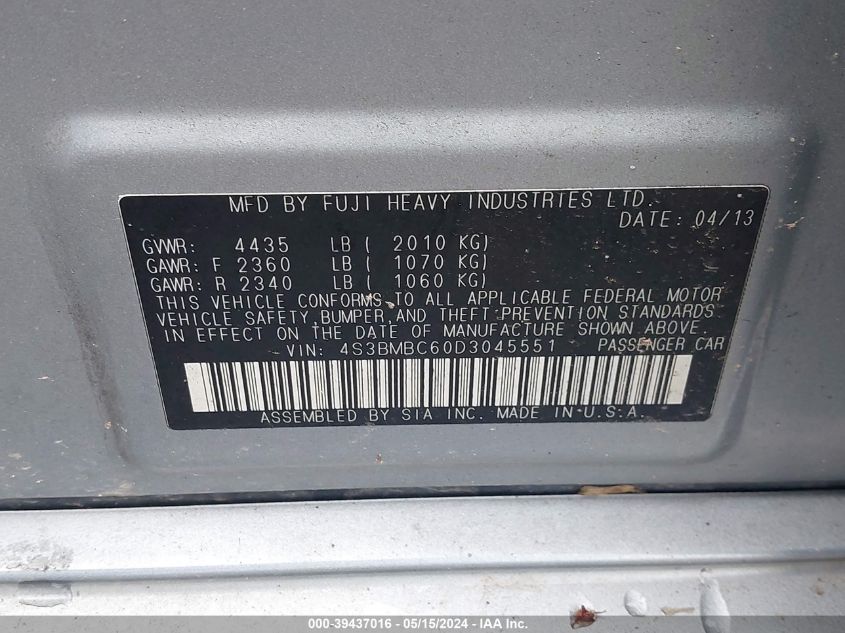 MFD BY FUJI HEAVY INDUSTRIES LTD.
DATE: 04/13
GVWR: 4435 LB ( 2010 KG)
GAWR: F 2360 LB ( 1070 KG)
GAWR: R 2340 LB ( 1060 KG)
THIS VEHICLE CONFORMS TO ALL APPLICABLE FEDERAL MOTOR
VEHICLE SAFETY, BUMPER, AND THEFT PREVENTION STANDARDS
IN EFFECT ON THE DATE OF MANUFACTURE SHOWN ABOVE.
VIN: 4S3BMBC60D3045551 PASSENGER CAR
ASSEMBLED BY SIA INC. MADE IN U.S.A.
000-39437016 - 05/15/2024 - IAA Inc.